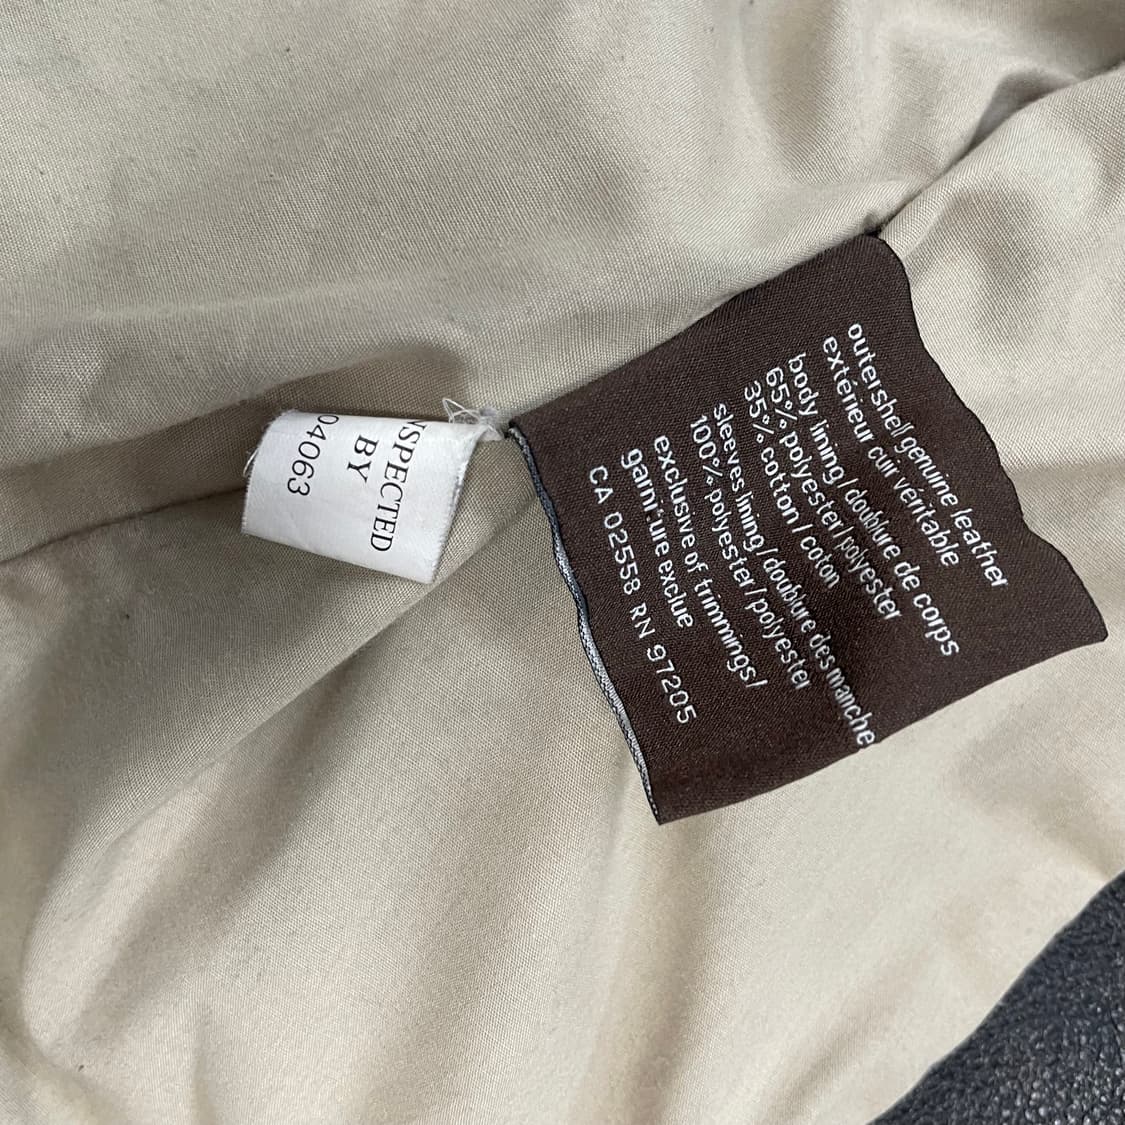 NSPECTED
BY
04063
outershell genuine leather
extérieur cuir véritable
body lining/doublure de corps
65% polyester/polyester
35% cotton/coton
sleeves lining/doublure des manche
100% polyester/polyester
exclusive of trimmings/
garniture exclue
CA 02558 RN 97205